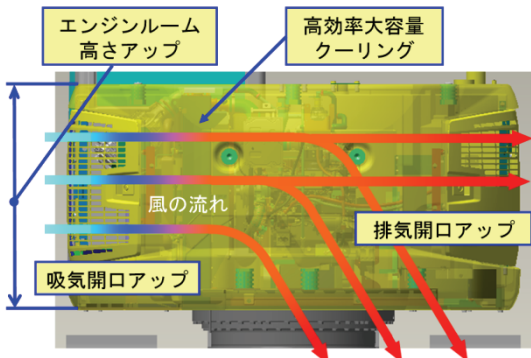 エンジンルーム
高さアップ
高効率大容量
クーリング
風の流れ
排気開口アップ
吸気開口アップ